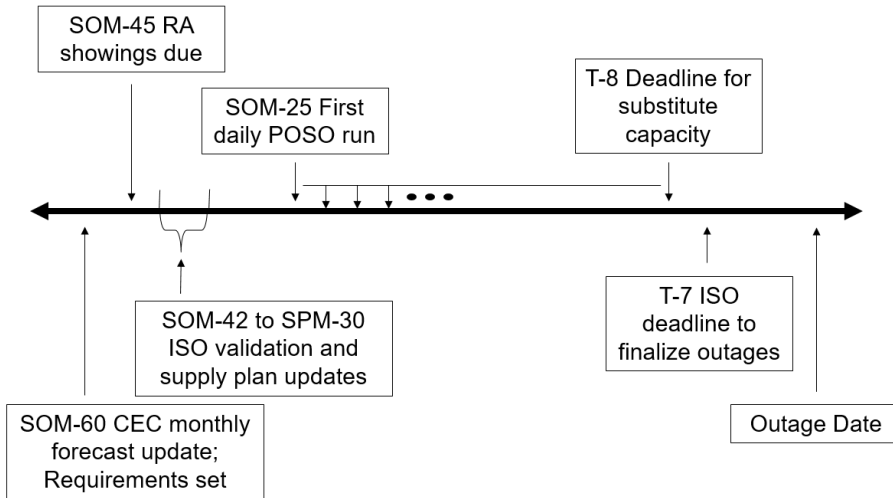 SOM-45 RA
showings due
SOM-25 First
daily POSO run
T-8 Deadline for
substitute
capacity
SOM-42 to SPM-30
ISO validation and
supply plan updates
T-7 ISO
deadline to
finalize outages
SOM-60 CEC monthly
forecast update;
Requirements set
Outage Date